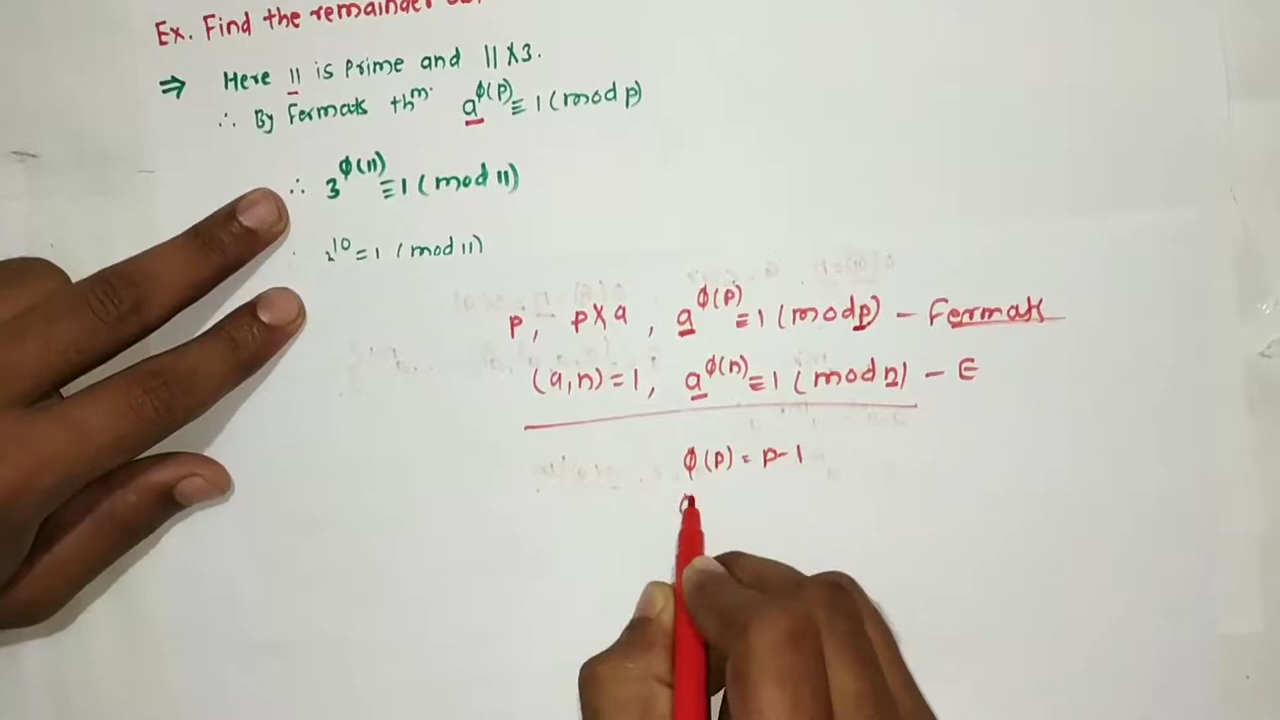 Ex. Find the remainder
⇒ Here 11 is prime and 11∤3.
∴ By Fermats thm. a^φ(p) ≡ 1 (mod p)
∴ 3^φ(11) ≡ 1 (mod 11)
3^10 = 1 (mod 11)
p, p∤a, a^φ(p) ≡ 1 (mod p) - Fermats
(a,n) = 1, a^φ(n) ≡ 1 (mod n) - E
φ(p) = p-1